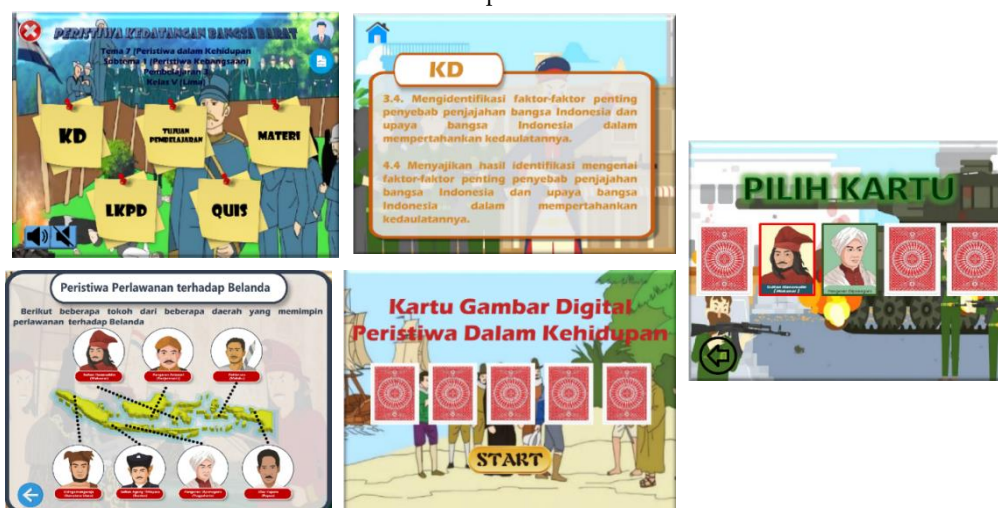 PERISTIWA KEDATANGAN BANGSA BARAT
Tema 7 (Peristiwa dalam Kehidupan
Subtema 1 (Peristiwa Kebangsaan)
Pembelajaran
Kelas V (Lima)
KD
TUJUAN
PEMBELAJARAN
MATERI
LKPD
QUIS
KD
3.4. Mengidentifikasi faktor-faktor penting
penyebab penjajahan bangsa Indonesia dan
upaya bangsa Indonesia dalam
mempertahankan kedaulatannya.
4.4 Menyajikan hasil identifikasi mengenai
faktor-faktor penting penyebab penjajahan
bangsa Indonesia dan upaya bangsa
Indonesia dalam mempertahankan
kedaulatannya.
PILIH KARTU
Peristiwa Perlawanan terhadap Belanda
Berikut beberapa tokoh dari beberapa daerah yang memimpin
perlawanan terhadap Belanda
Kartu Gambar Digital
Peristiwa Dalam Kehidupan
START